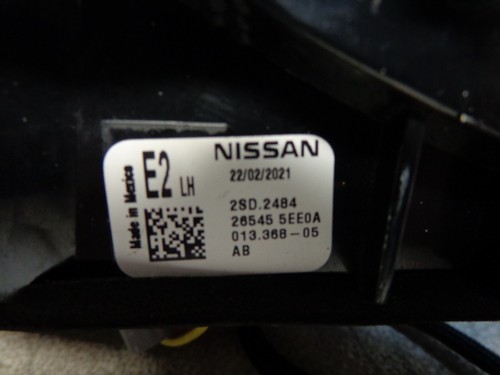 Made in Mexico
E2 LH
NISSAN
22/02/2021
2SD.2484
26545 5EE0A
013.368-05
AB